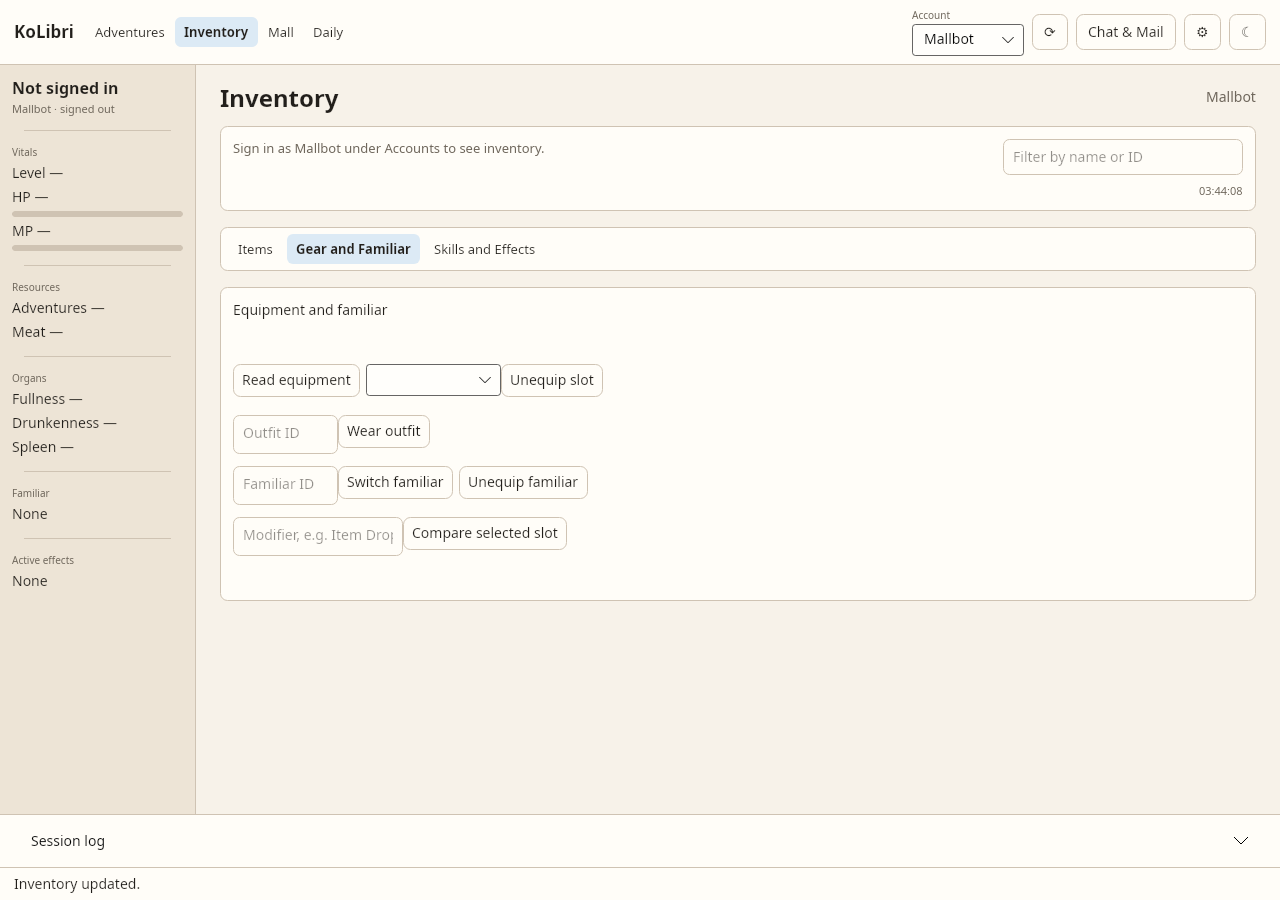 KoLibri
Adventures
Inventory
Mall
Daily
Account
Mallbot
Chat & Mail
Not signed in
Mallbot · signed out
Vitals
Level —
HP —
MP —
Resources
Adventures —
Meat —
Organs
Fullness —
Drunkenness —
Spleen —
Familiar
None
Active effects
None
Inventory
Mallbot
Sign in as Mallbot under Accounts to see inventory.
Filter by name or ID
03:44:08
Items
Gear and Familiar
Skills and Effects
Equipment and familiar
Read equipment
Unequip slot
Outfit ID
Wear outfit
Familiar ID
Switch familiar
Unequip familiar
Modifier, e.g. Item Drop
Compare selected slot
Session log
Inventory updated.